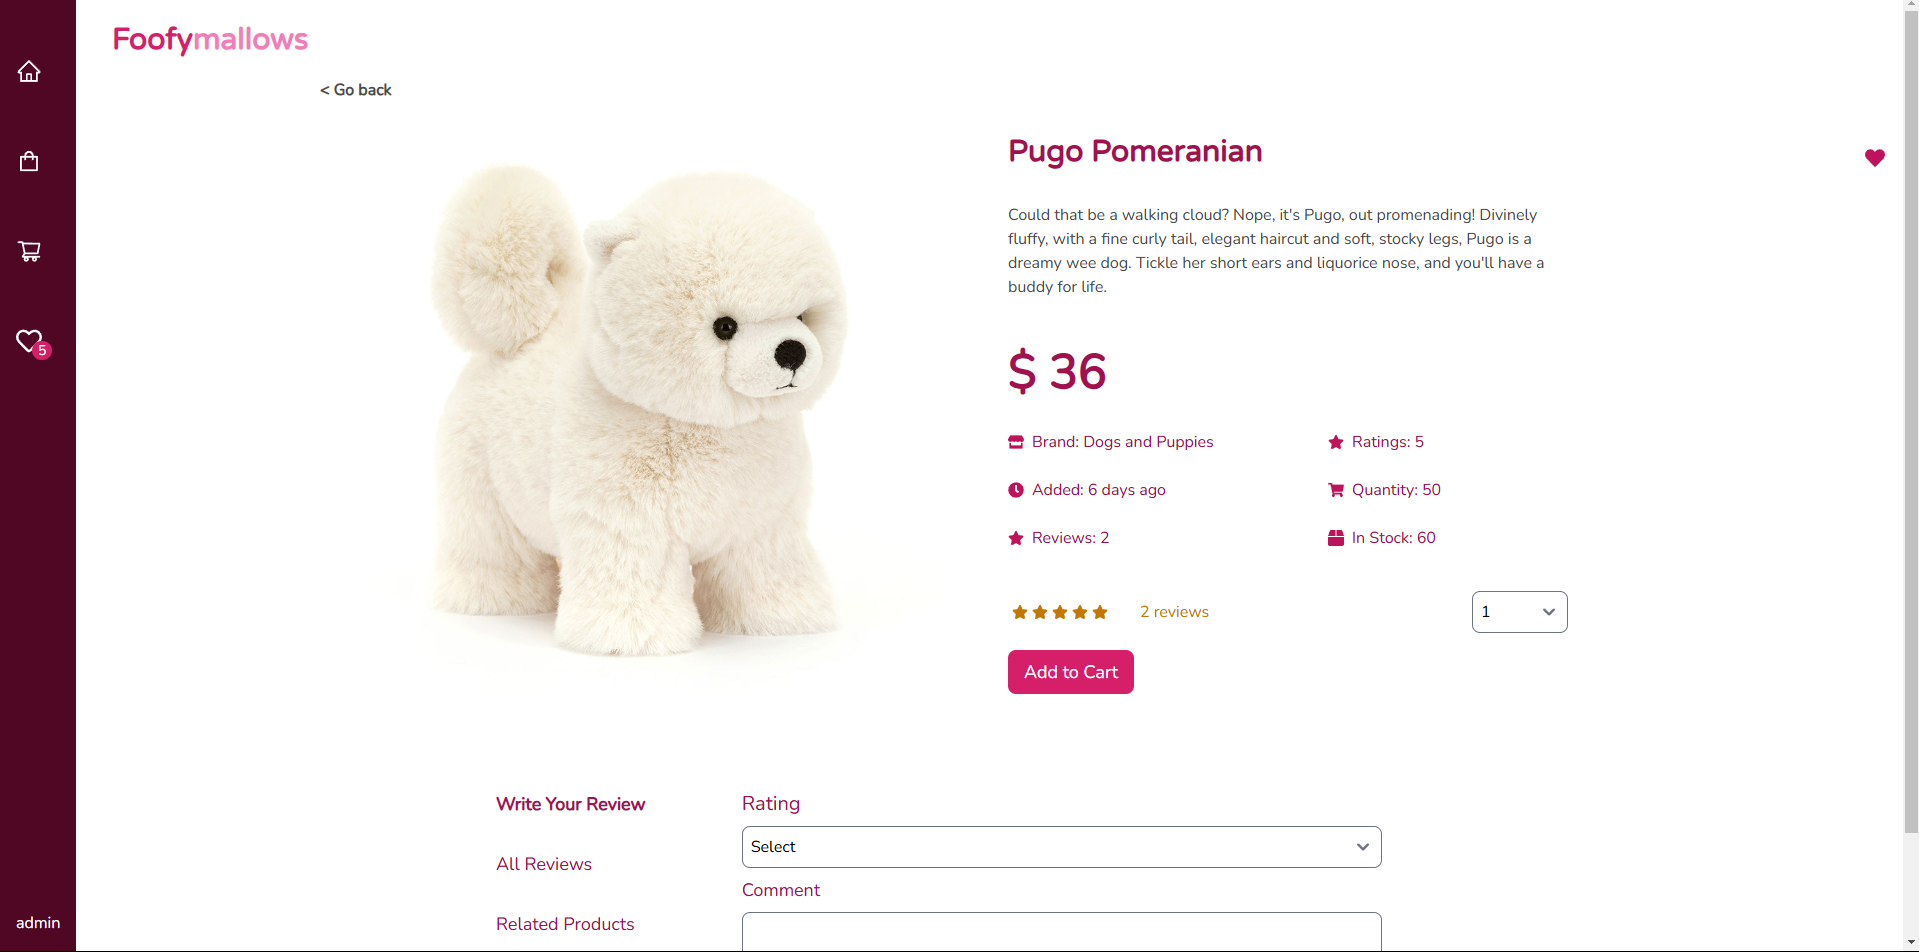 Foofymallows
< Go back
Pugo Pomeranian
Could that be a walking cloud? Nope, it's Pugo, out promenading! Divinely
fluffy, with a fine curly tail, elegant haircut and soft, stocky legs, Pugo is a
dreamy wee dog. Tickle her short ears and liquorice nose, and you'll have a
buddy for life.
$ 36
Brand: Dogs and Puppies
Ratings: 5
Added: 6 days ago
Quantity: 50
Reviews: 2
In Stock: 60
2 reviews
1
Add to Cart
5
Write Your Review
All Reviews
Related Products
Rating
Select
Comment
admin